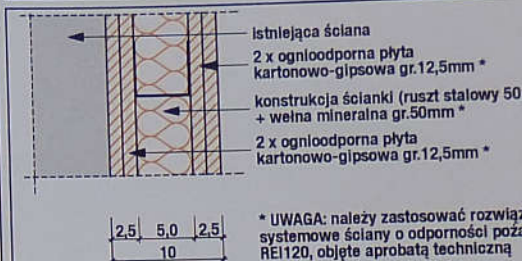 istniejąca ściana
2 x ognioodporna płyta
kartonowo-gipsowa gr.12,5mm *
konstrukcja ścianki (ruszt stalowy 50
+ wełna mineralna gr.50mm *
2 x ognioodporna płyta
kartonowo-gipsowa gr.12,5mm *
2,5 5,0 2,5
10
* UWAGA: należy zastosować
systemowe ściany o odporności
REI120, objęte aprobatą techniczną